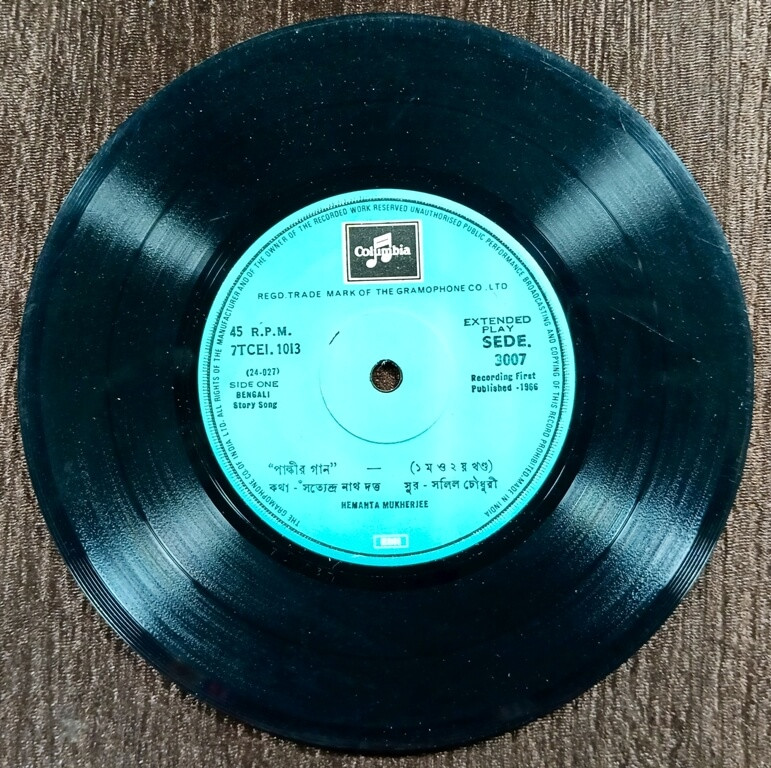 THE GRAMOPHONE CO OF INDIA LTD. ALL RIGHTS OF THE MANUFACTURER AND OF THE OWNER OF THE RECORDED WORK RESERVED UNAUTHORISED PUBLIC PERFORMANCE BROADCASTING AND COPYING OF THIS RECORD PROHIBITED. MADE IN INDIA
Columbia
REGD. TRADE MARK OF THE GRAMOPHONE CO., LTD
45 R.P.M.
7TCEI. 1013
(24-027)
SIDE ONE
BENGALI
Story Song
EXTENDED
PLAY
SEDE.
3007
Recording First
Published -1966
"পাল্কীর গান" — (১ম ও ২য় খণ্ড)
কথা - ঁসত্যেন্দ্র নাথ দত্ত সুর - সলিল চৌধুরী
HEMANTA MUKHERJEE
EMI